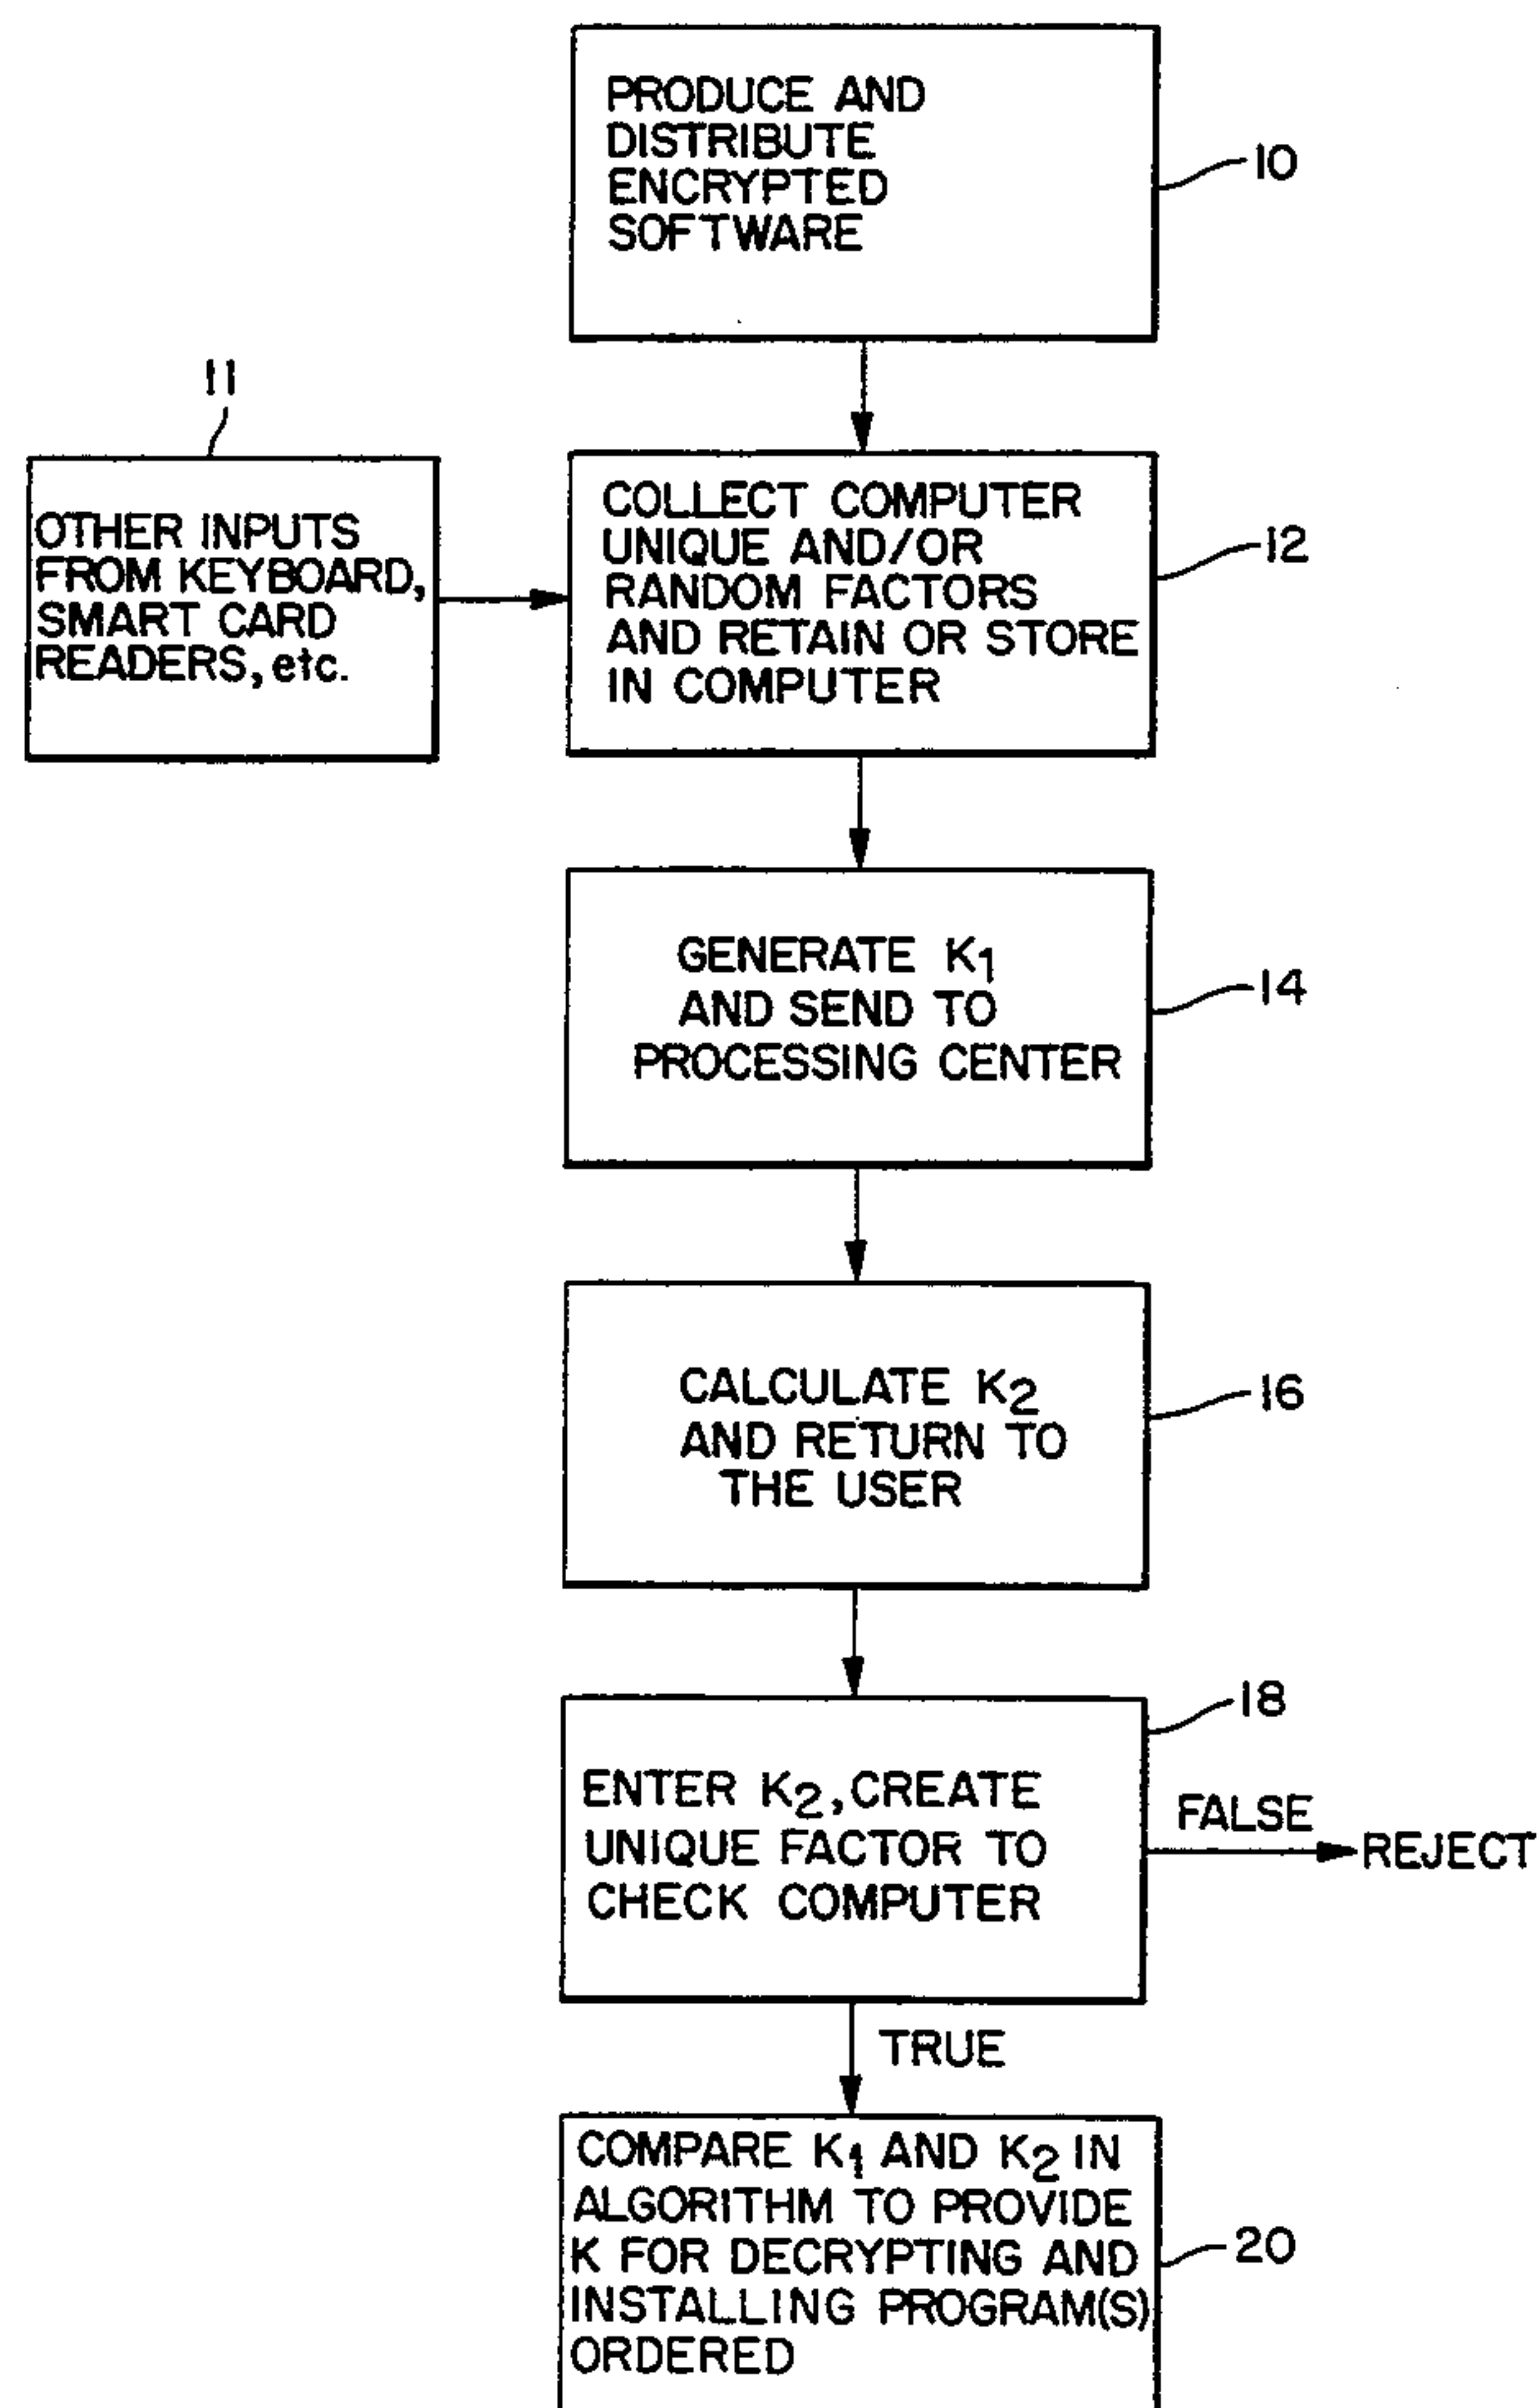 PRODUCE AND
DISTRIBUTE
ENCRYPTED
SOFTWARE
10
11
OTHER INPUTS
FROM KEYBOARD,
SMART CARD
READERS, etc.
COLLECT COMPUTER
UNIQUE AND/OR
RANDOM FACTORS
AND RETAIN OR STORE
IN COMPUTER
12
GENERATE K1
AND SEND TO
PROCESSING CENTER
14
CALCULATE K2
AND RETURN TO
THE USER
16
18
ENTER K2, CREATE
UNIQUE FACTOR TO
CHECK COMPUTER
FALSE
REJECT
TRUE
COMPARE K1 AND K2 IN
ALGORITHM TO PROVIDE
K FOR DECRYPTING AND
INSTALLING PROGRAM(S)
ORDERED
20